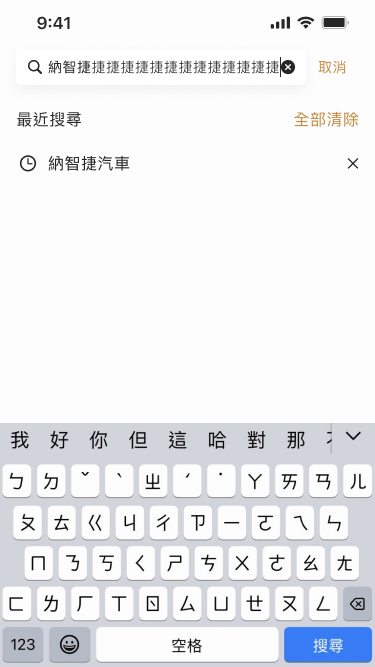 9:41
納智捷捷捷捷捷捷捷捷捷捷捷捷捷捷捷捷
取消
最近搜尋
全部清除
納智捷汽車
我 好 你 但 這 哈 對 那
ㄅ ㄉ ˇ ˋ ㄓ ˊ ˙ ㄚ ㄞ ㄢ ㄦ
ㄆ ㄊ ㄍ ㄐ ㄔ ㄗ ㄧ ㄛ ㄟ ㄣ
ㄇ ㄋ ㄎ ㄑ ㄕ ㄘ ㄨ ㄜ ㄠ ㄤ
ㄈ ㄌ ㄏ ㄒ ㄖ ㄙ ㄩ ㄝ ㄡ ㄥ
123 空格 搜尋